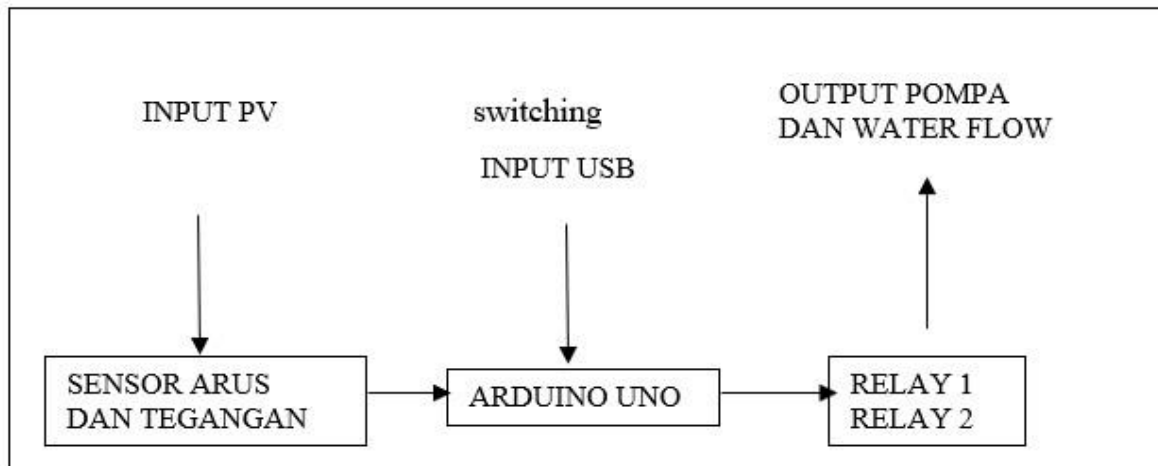 INPUT PV
switching
INPUT USB
OUTPUT POMPA
DAN WATER FLOW
SENSOR ARUS
DAN TEGANGAN
ARDUINO UNO
RELAY 1
RELAY 2